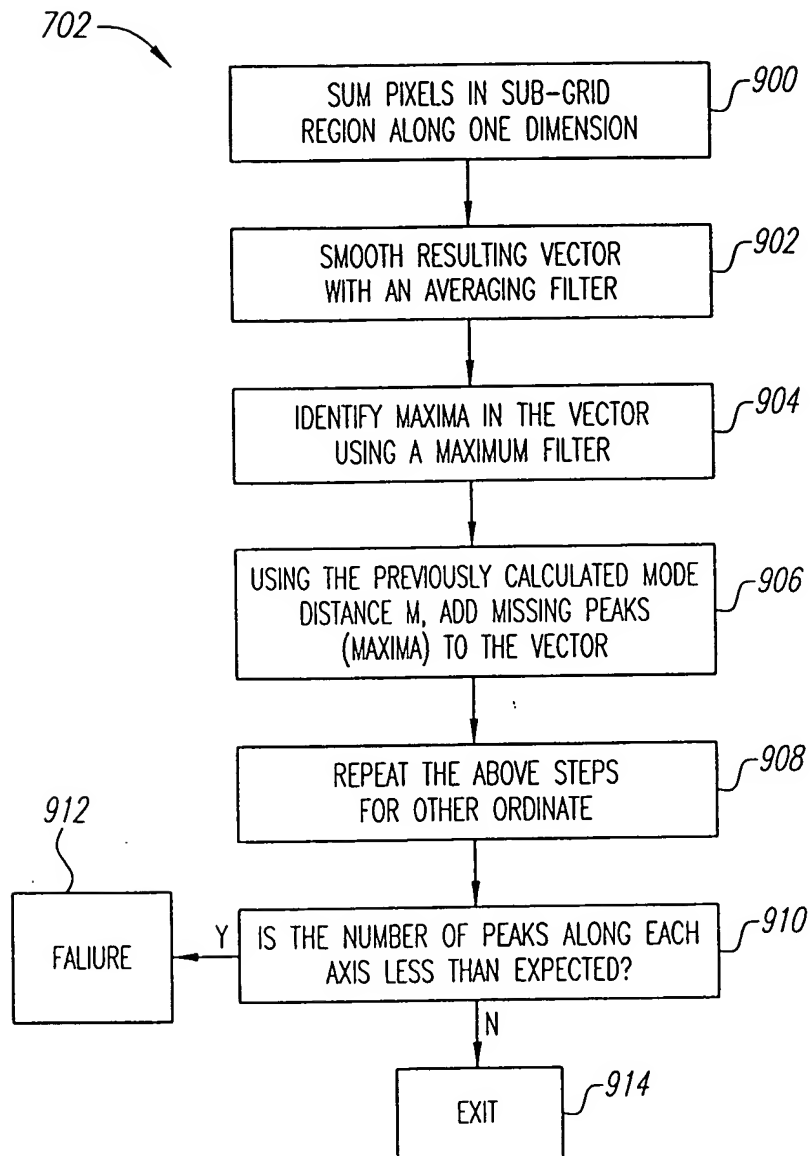 702
SUM PIXELS IN SUB-GRID
REGION ALONG ONE DIMENSION
900
SMOOTH RESULTING VECTOR
WITH AN AVERAGING FILTER
902
IDENTIFY MAXIMA IN THE VECTOR
USING A MAXIMUM FILTER
904
USING THE PREVIOUSLY CALCULATED MODE
DISTANCE M, ADD MISSING PEAKS
(MAXIMA) TO THE VECTOR
906
REPEAT THE ABOVE STEPS
FOR OTHER ORDINATE
908
912
FALIURE
Y
IS THE NUMBER OF PEAKS ALONG EACH
AXIS LESS THAN EXPECTED?
910
N
EXIT
914